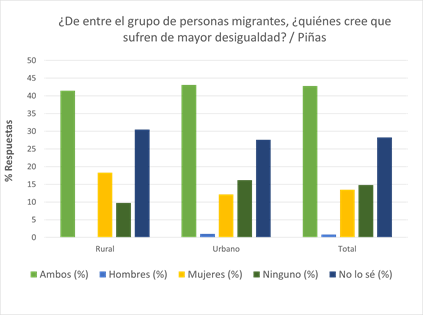 ¿De entre el grupo de personas migrantes, ¿quiénes cree que
sufren de mayor desigualdad? / Piñas
50
45
40
35
30
25
20
15
10
5
0
% Respuestas
Rural Urbano Total
Ambos (%) Hombres (%) Mujeres (%) Ninguno (%) No lo sé (%)